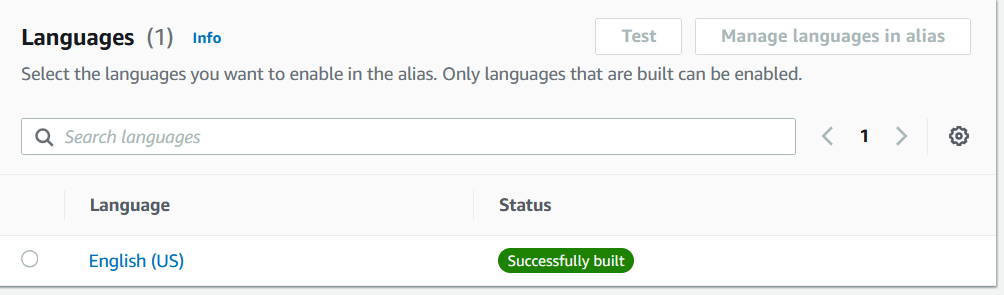 Languages (1) Info
Test
Manage languages in alias
Select the languages you want to enable in the alias. Only languages that are built can be enabled.
Search languages
1
Language Status
English (US) Successfully built